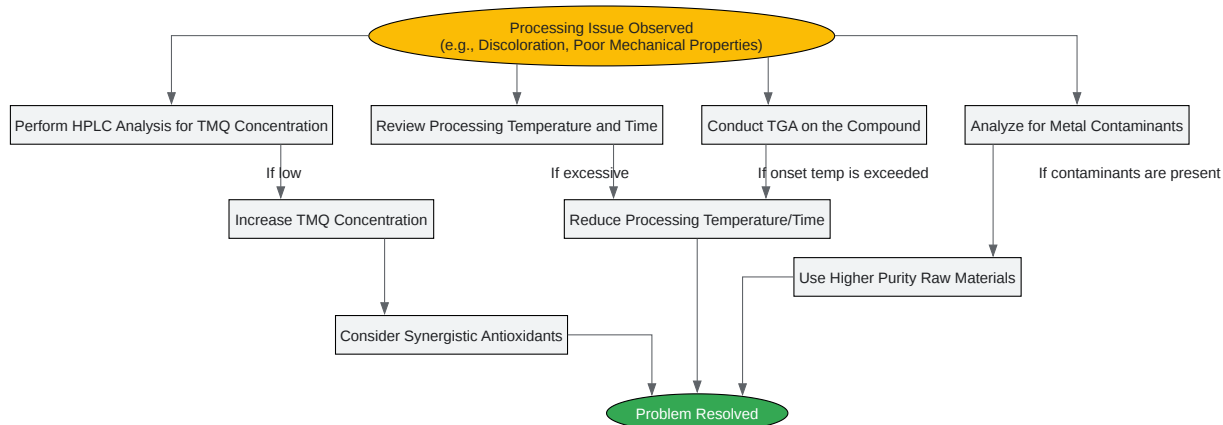 Processing Issue Observed
(e.g., Discoloration, Poor Mechanical Properties)
Perform HPLC Analysis for TMQ Concentration
Review Processing Temperature and Time
Conduct TGA on the Compound
Analyze for Metal Contaminants
If low
If excessive
If onset temp is exceeded
If contaminants are present
Increase TMQ Concentration
Reduce Processing Temperature/Time
Use Higher Purity Raw Materials
Consider Synergistic Antioxidants
Problem Resolved